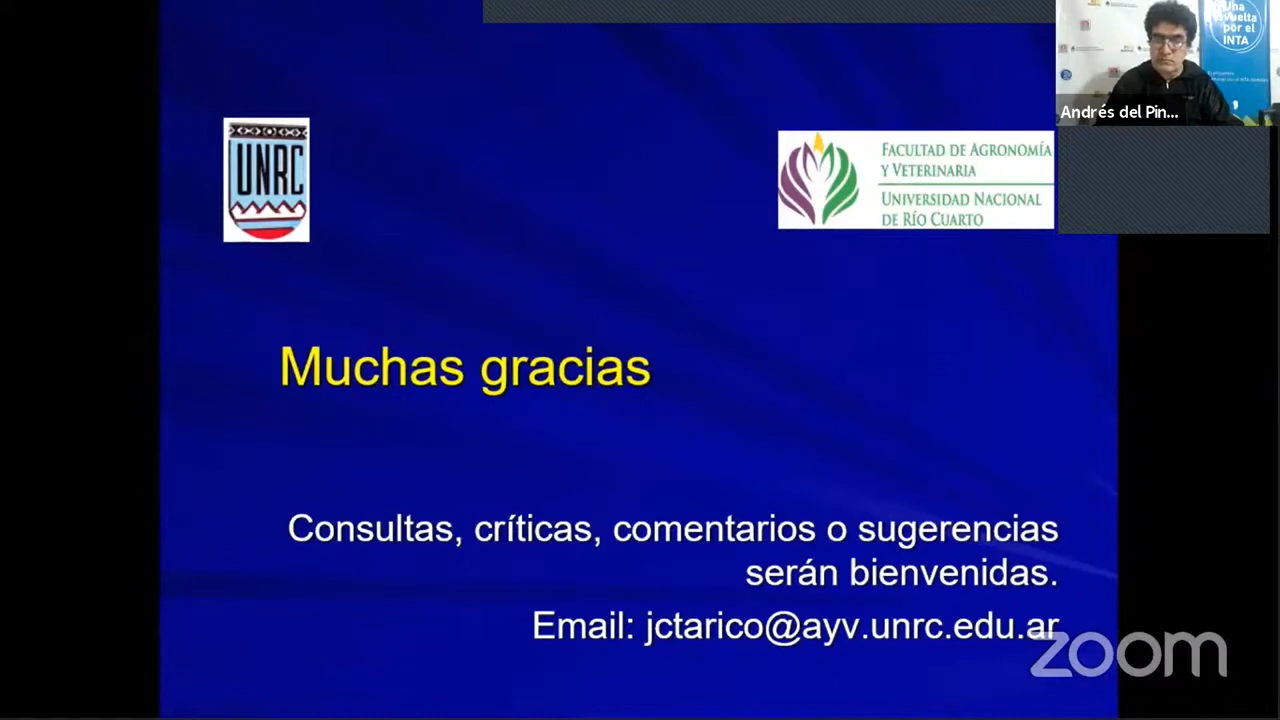 Una
vuelta
por el
INTA
Andrés del Pin...
UNRC
FACULTAD DE AGRONOMÍA
Y VETERINARIA
UNIVERSIDAD NACIONAL
DE RÍO CUARTO
Muchas gracias
Consultas, críticas, comentarios o sugerencias
serán bienvenidas.
Email: jctarico@ayv.unrc.edu.ar
zoom